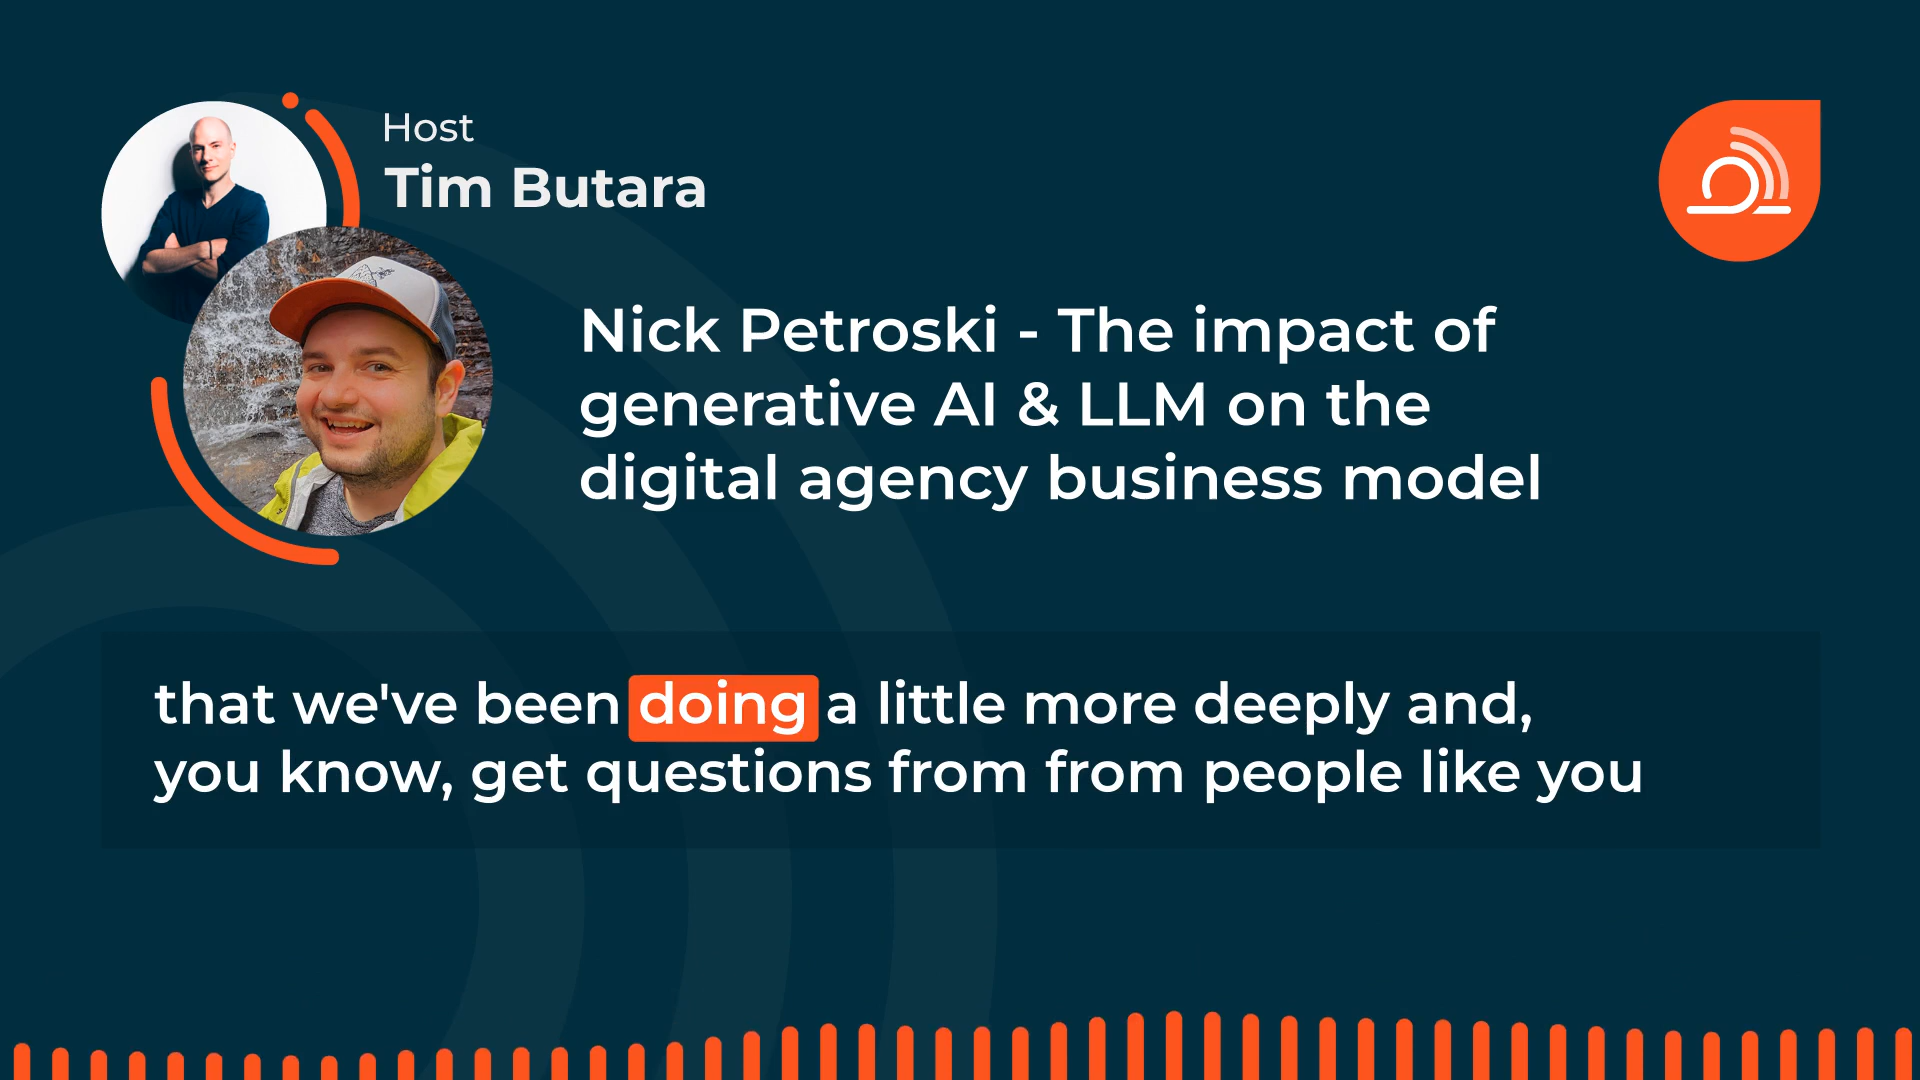 Host
Tim Butara
Nick Petroski - The impact of
generative AI & LLM on the
digital agency business model
that we've been doing a little more deeply and,
you know, get questions from from people like you